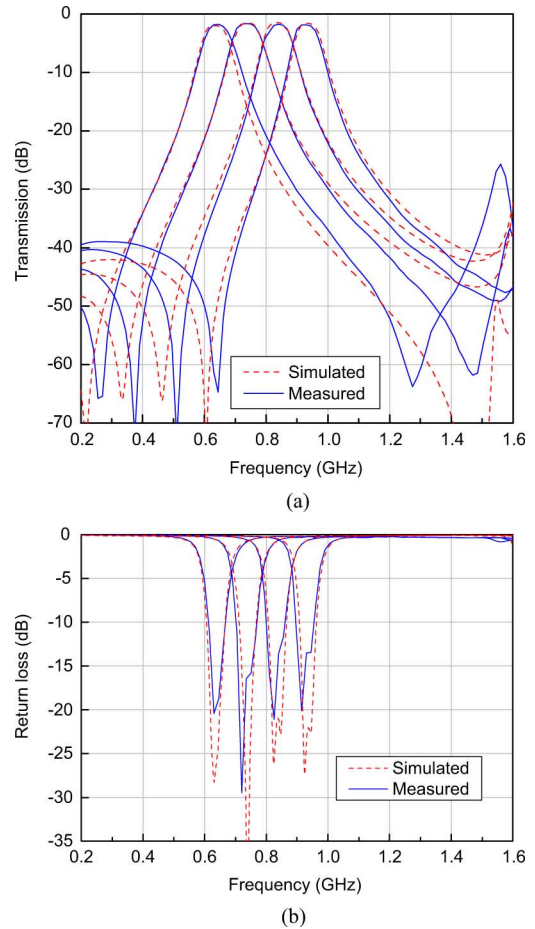 0
-10
-20
-30
-40
-50
-60
-70
Transmission (dB)
Simulated
Measured
0.2 0.4 0.6 0.8 1.0 1.2 1.4 1.6
Frequency (GHz)
(a)
0
-5
-10
-15
-20
-25
-30
-35
Return loss (dB)
Simulated
Measured
0.2 0.4 0.6 0.8 1.0 1.2 1.4 1.6
Frequency (GHz)
(b)